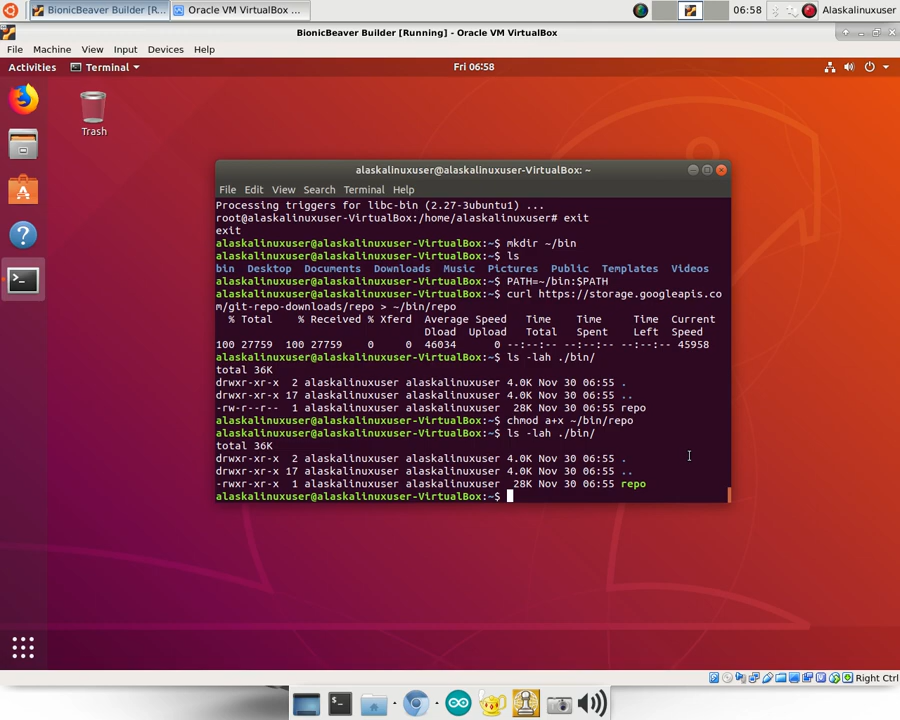 BionicBeaver Builder [R...
Oracle VM VirtualBox ...
06:58
Alaskalinuxuser
BionicBeaver Builder [Running] - Oracle VM VirtualBox
File Machine View Input Devices Help
Activities Terminal Fri 06:58
Trash
alaskalinuxuser@alaskalinuxuser-VirtualBox: ~
File Edit View Search Terminal Help
Processing triggers for libc-bin (2.27-3ubuntu1) ...
root@alaskalinuxuser-VirtualBox:/home/alaskalinuxuser# exit
exit
alaskalinuxuser@alaskalinuxuser-VirtualBox:~$ mkdir ~/bin
alaskalinuxuser@alaskalinuxuser-VirtualBox:~$ ls
bin Desktop Documents Downloads Music Pictures Public Templates Videos
alaskalinuxuser@alaskalinuxuser-VirtualBox:~$ PATH=~/bin:$PATH
alaskalinuxuser@alaskalinuxuser-VirtualBox:~$ curl https://storage.googleapis.co
m/git-repo-downloads/repo > ~/bin/repo
% Total % Received % Xferd Average Speed Time Time Time Current
Dload Upload Total Spent Left Speed
100 27759 100 27759 0 0 46034 0 --:--:-- --:--:-- --:--:-- 45958
alaskalinuxuser@alaskalinuxuser-VirtualBox:~$ ls -lah ./bin/
total 36K
drwxr-xr-x 2 alaskalinuxuser alaskalinuxuser 4.0K Nov 30 06:55 .
drwxr-xr-x 17 alaskalinuxuser alaskalinuxuser 4.0K Nov 30 06:55 ..
-rw-r--r-- 1 alaskalinuxuser alaskalinuxuser 28K Nov 30 06:55 repo
alaskalinuxuser@alaskalinuxuser-VirtualBox:~$ chmod a+x ~/bin/repo
alaskalinuxuser@alaskalinuxuser-VirtualBox:~$ ls -lah ./bin/
total 36K
drwxr-xr-x 2 alaskalinuxuser alaskalinuxuser 4.0K Nov 30 06:55 .
drwxr-xr-x 17 alaskalinuxuser alaskalinuxuser 4.0K Nov 30 06:55 ..
-rwxr-xr-x 1 alaskalinuxuser alaskalinuxuser 28K Nov 30 06:55 repo
alaskalinuxuser@alaskalinuxuser-VirtualBox:~$
Right Ctrl